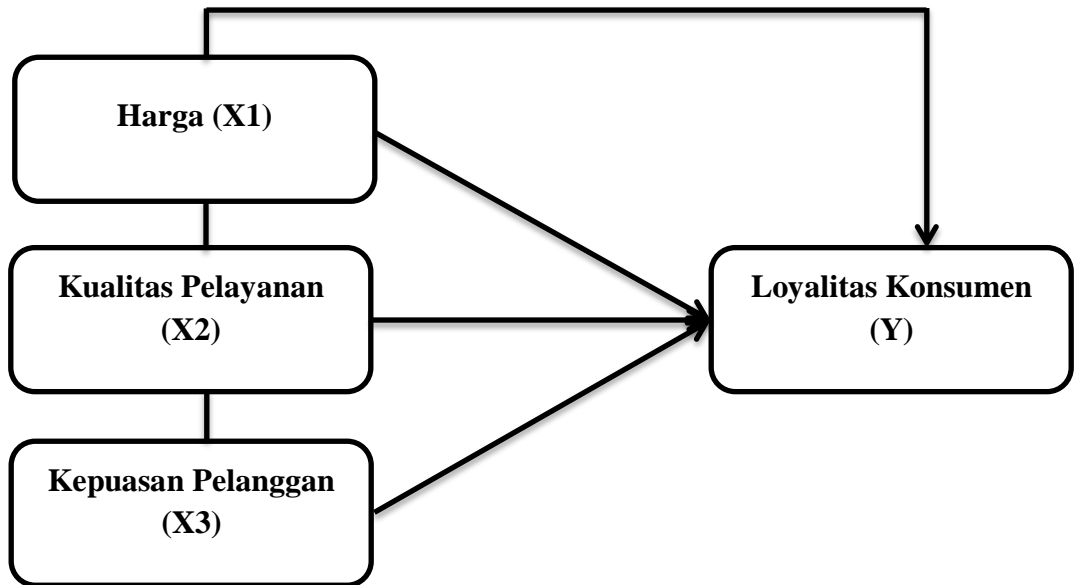 Harga (X1)
Kualitas Pelayanan
(X2)
Loyalitas Konsumen
(Y)
Kepuasan Pelanggan
(X3)